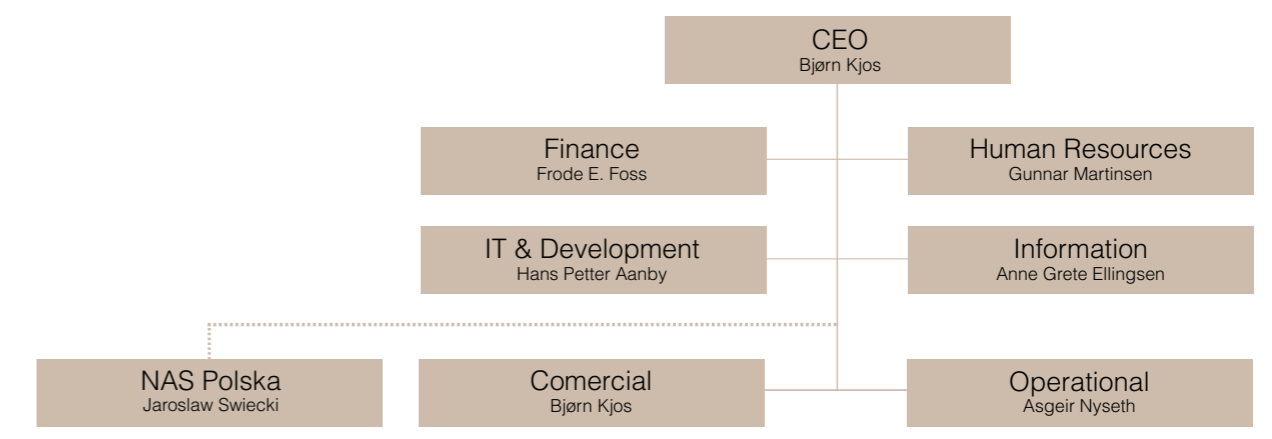 CEO
Bjørn Kjos
Finance
Frode E. Foss
Human Resources
Gunnar Martinsen
IT & Development
Hans Petter Aanby
Information
Anne Grete Ellingsen
NAS Polska
Jaroslaw Swiecki
Comercial
Bjørn Kjos
Operational
Asgeir Nyseth